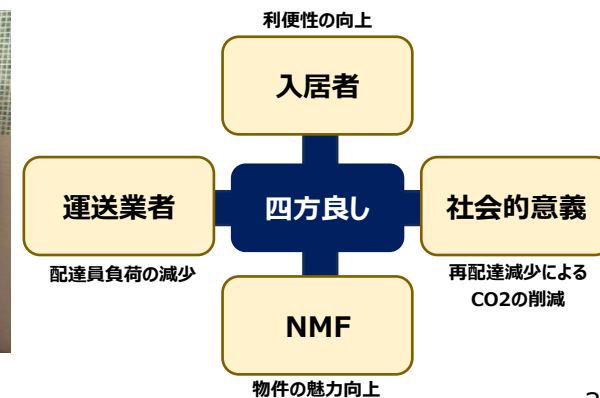 利便性の向上
入居者
運送業者
四方良し
社会的意義
配達員負荷の減少
再配達減少による
CO2の削減
NMF
物件の魅力向上